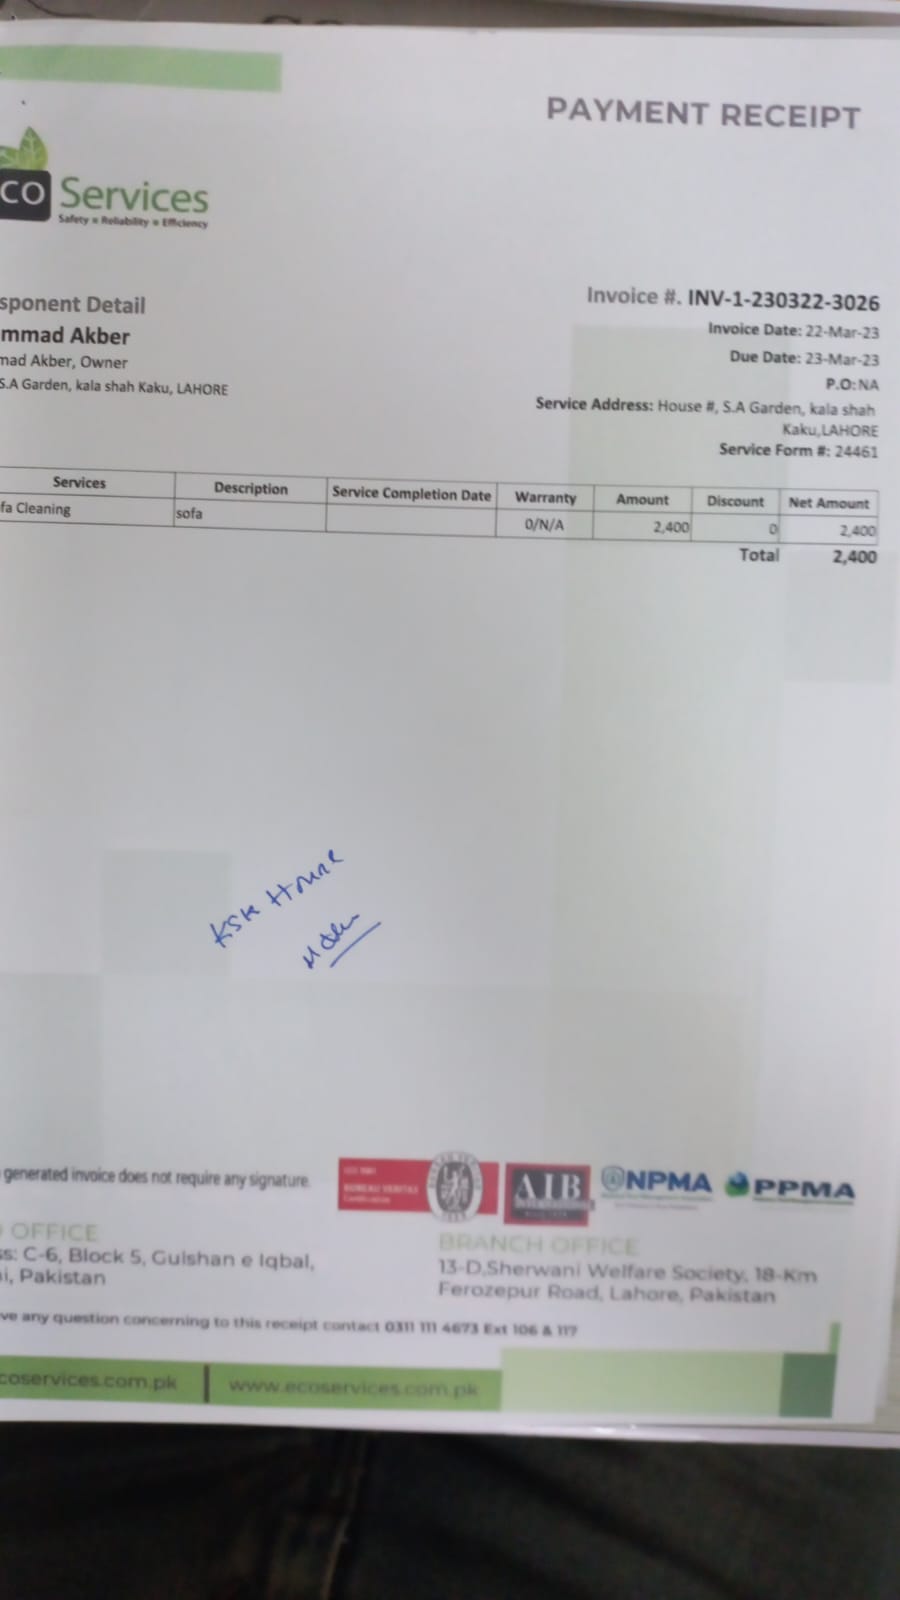 PAYMENT RECEIPT
CO Services
Safety • Reliability • Efficiency
sponent Detail
mmad Akber
mad Akber, Owner
S.A Garden, kala shah Kaku, LAHORE
Invoice #. INV-1-230322-3026
Invoice Date: 22-Mar-23
Due Date: 23-Mar-23
P.O:NA
Service Address: House #, S.A Garden, kala shah
Kaku,LAHORE
Service Form #: 24461
Services Description Service Completion Date Warranty Amount Discount Net Amount
fa Cleaning sofa 0/N/A 2,400 0 2,400
Total 2,400
KSK House
generated invoice does not require any signature.
BUREAU VERITAS
Certification
AIB
NPMA
PPMA
OFFICE
ss: C-6, Block 5, Gulshan e Iqbal,
i, Pakistan
BRANCH OFFICE
13-D,Sherwani Welfare Society, 18-Km
Ferozepur Road, Lahore, Pakistan
ve any question concerning to this receipt contact 0311 111 4673 Ext 106 & 117
coservices.com.pk | www.ecoservices.com.pk